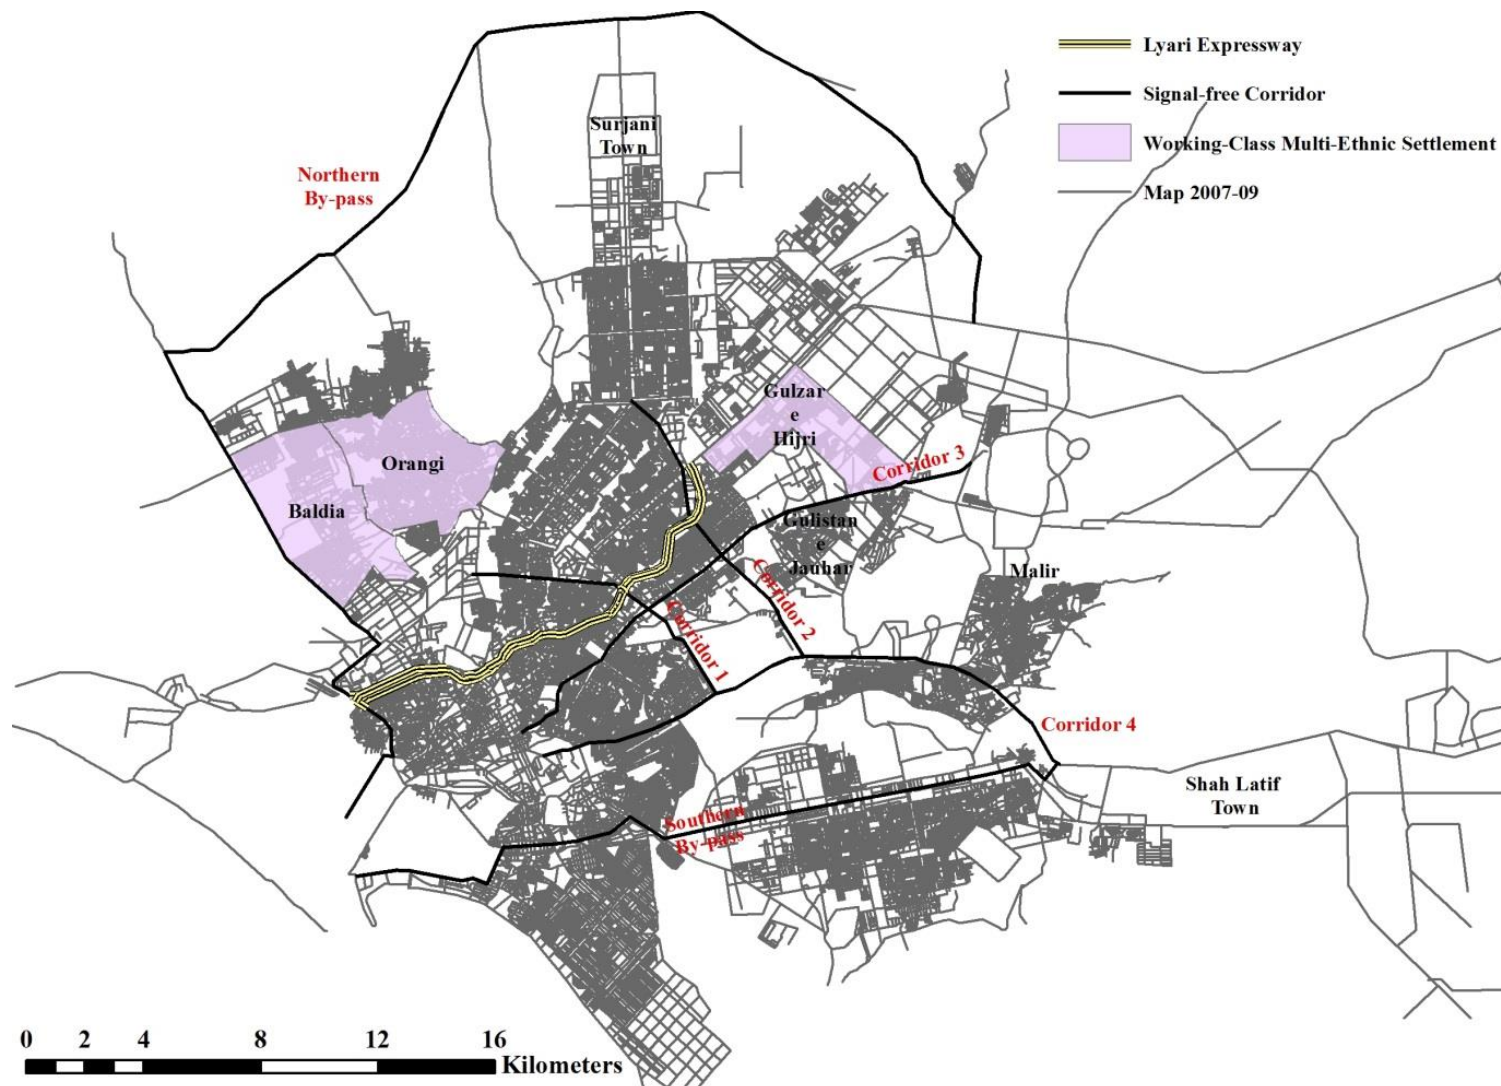 Lyari Expressway
Signal-free Corridor
Working-Class Multi-Ethnic Settlement
Map 2007-09
Surjani
Town
Northern
By-pass
Gulzar
e
Hijri
Orangi
Corridor 3
Baldia
Gulistan
e
Jauhar
Malir
Corridor 2
Corridor 1
Corridor 4
Shah Latif
Town
Southern
By-pass
0 2 4 8 12 16
Kilometers